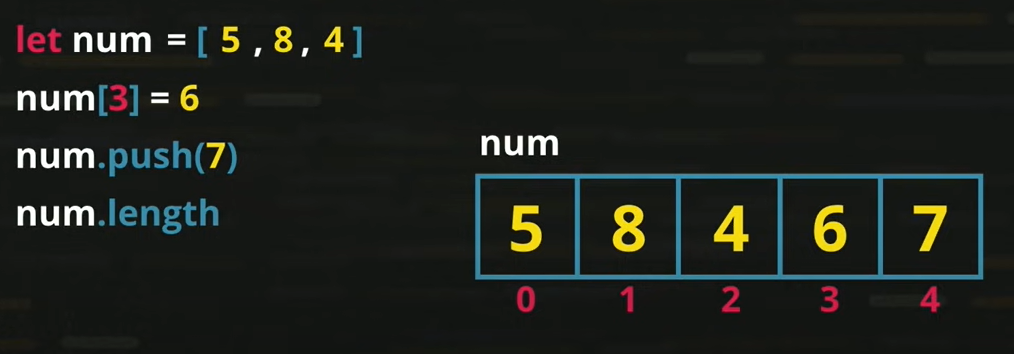 let num = [ 5 , 8 , 4 ]
num[3] = 6
num.push(7)
num.length
num
5 8 4 6 7
0 1 2 3 4